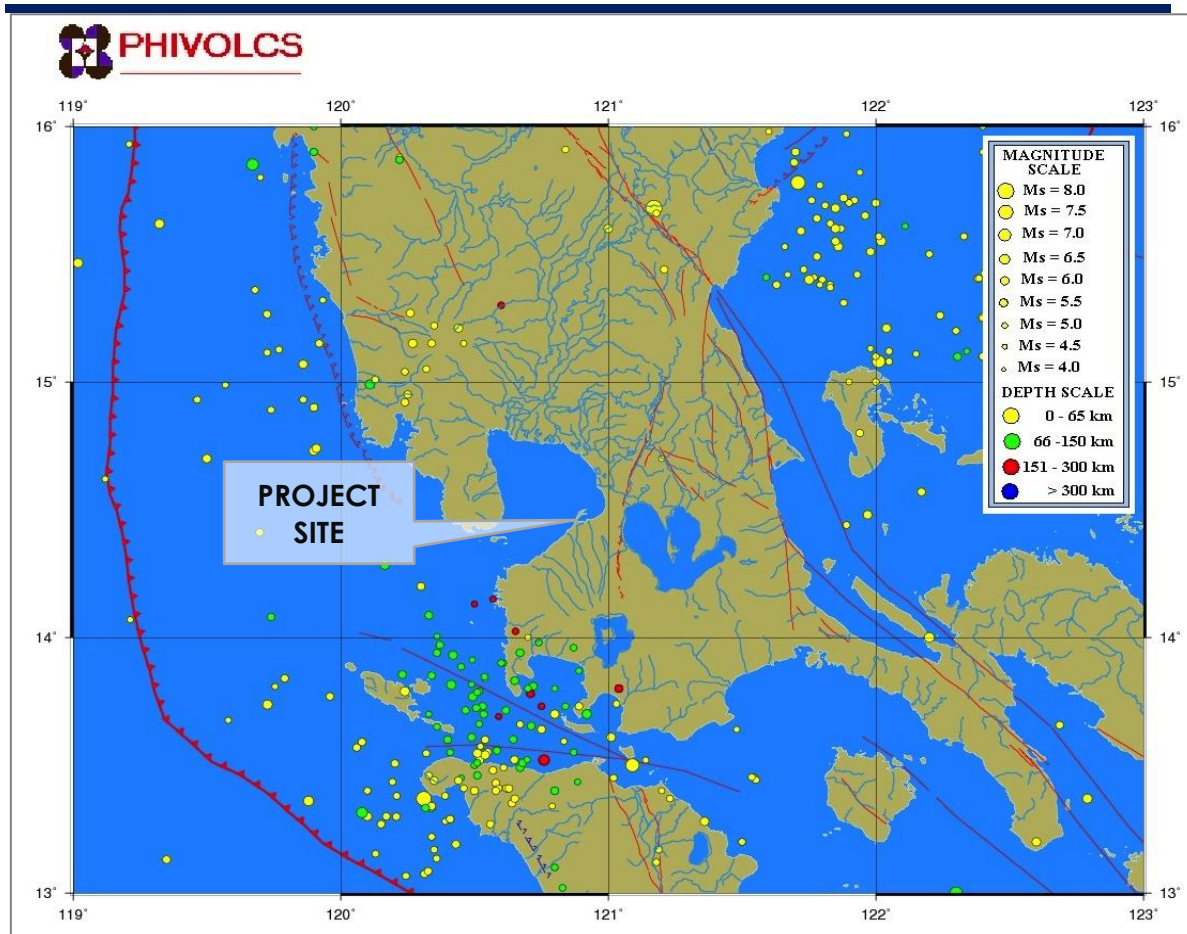 PHIVOLCS
119° 120° 121° 122° 123°
16° 16°
MAGNITUDE
SCALE
Ms = 8.0
Ms = 7.5
Ms = 7.0
Ms = 6.5
Ms = 6.0
Ms = 5.5
Ms = 5.0
Ms = 4.5
Ms = 4.0
DEPTH SCALE
0 - 65 km
66 -150 km
151 - 300 km
> 300 km
15° 15°
PROJECT
SITE
14° 14°
13° 13°
119° 120° 121° 122° 123°